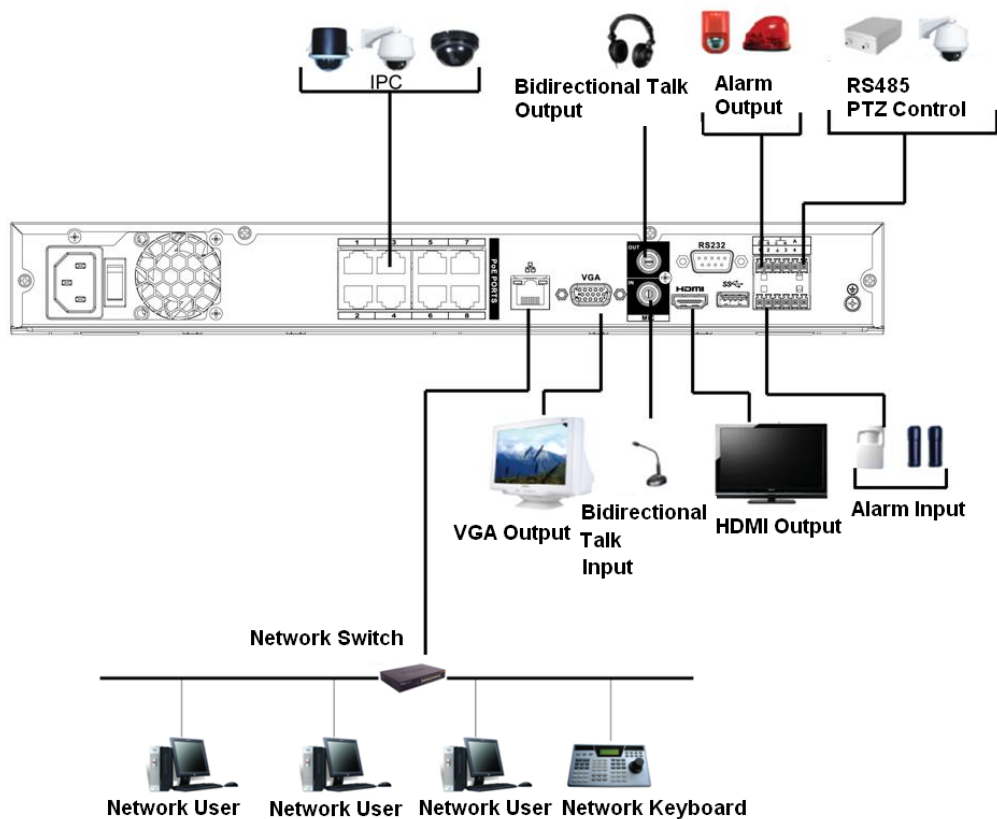 IPC
Bidirectional Talk
Output
Alarm
Output
RS485
PTZ Control
1 3 5 7
2 4 6 8
PoE PORTS
VGA
OUT
IN
MIC
RS232
HDMI
SS
A
VGA Output
Bidirectional
Talk
Input
HDMI Output
Alarm Input
Network Switch
Network User
Network User
Network User
Network Keyboard